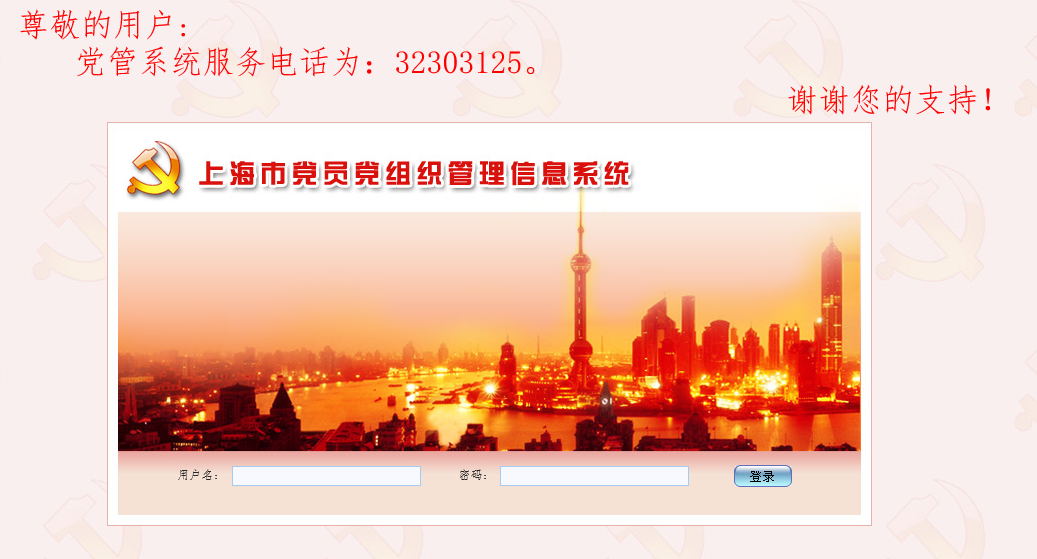 尊敬的用户：
党管系统服务电话为：32303125。
谢谢您的支持！
上海市党员党组织管理信息系统
用户名： 密码： 登录